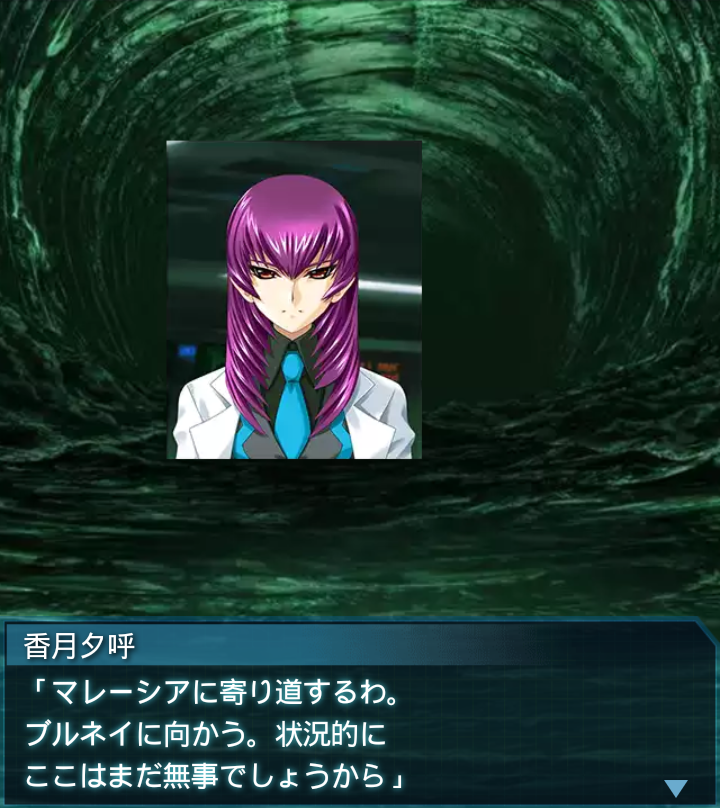 香月夕呼
「マレーシアに寄り道するわ。
ブルネイに向かう。状況的に
ここはまだ無事でしょうから」